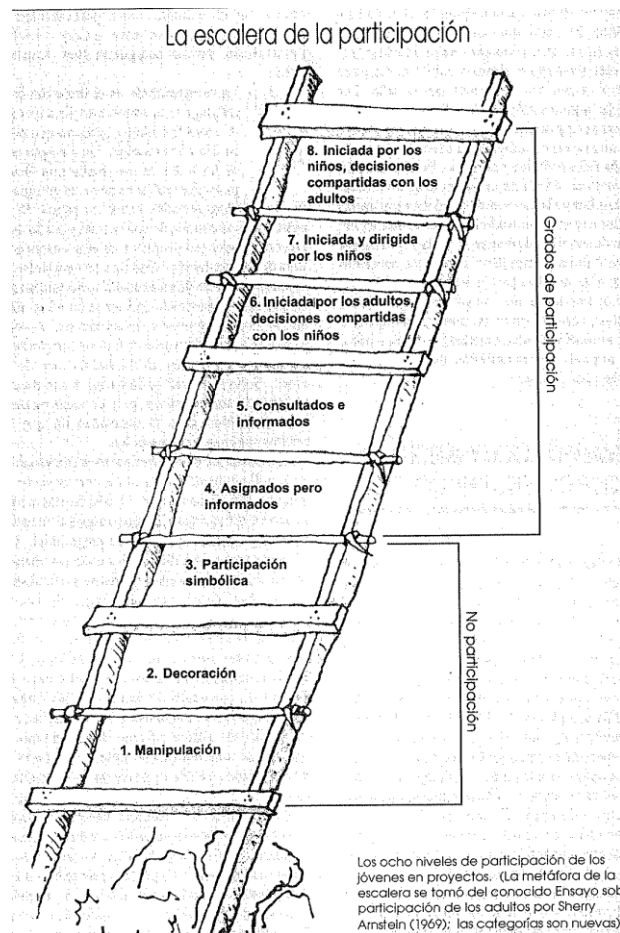 La escalera de la participación
8. Iniciada por los
niños, decisiones
compartidas con los
adultos
7. Iniciada y dirigida
por los niños
6. Iniciada por los adultos,
decisiones compartidas
con los niños
5. Consultados e
informados
4. Asignados pero
informados
3. Participación
simbólica
2. Decoración
1. Manipulación
Grados de participación
No participación
Los ocho niveles de participación de los
jóvenes en proyectos. (La metáfora de la
escalera se tomó del conocido Ensayo sob
participación de los adultos por Sherry
Arnstein (1969); las categorías son nuevas)